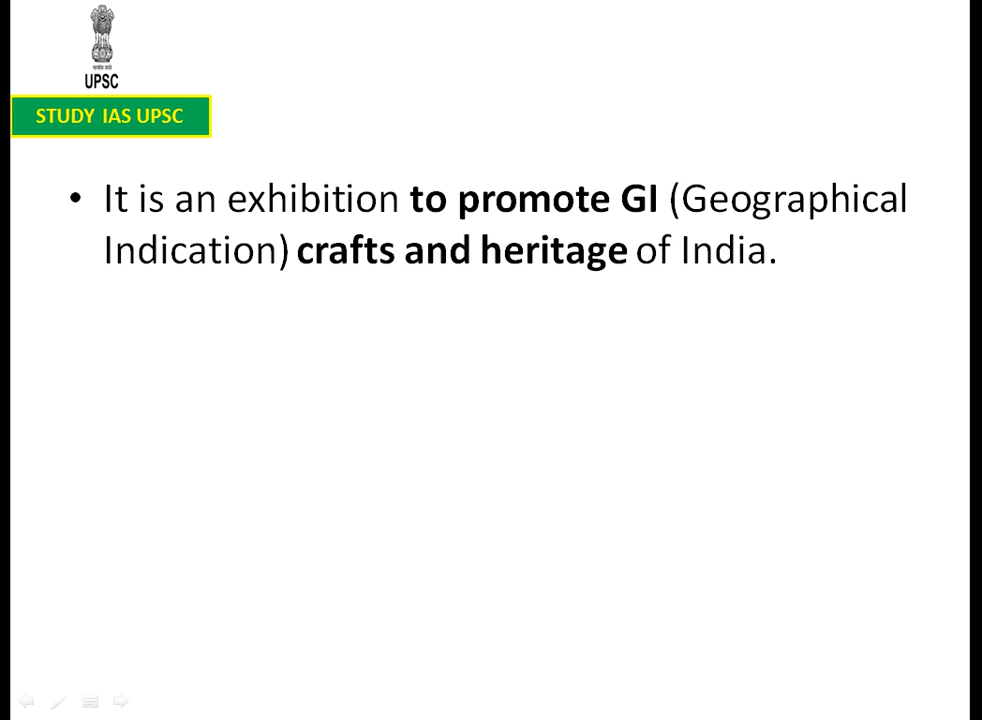 UPSC
STUDY IAS UPSC
• It is an exhibition to promote GI (Geographical
Indication) crafts and heritage of India.